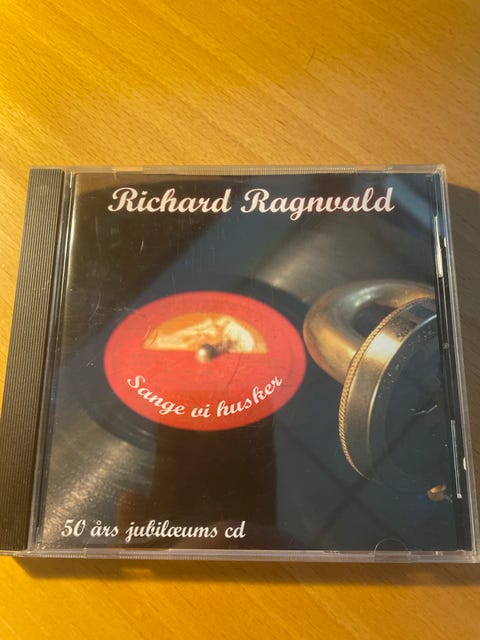 Richard Ragnvald
Sange vi husker
50 års jubilæums cd